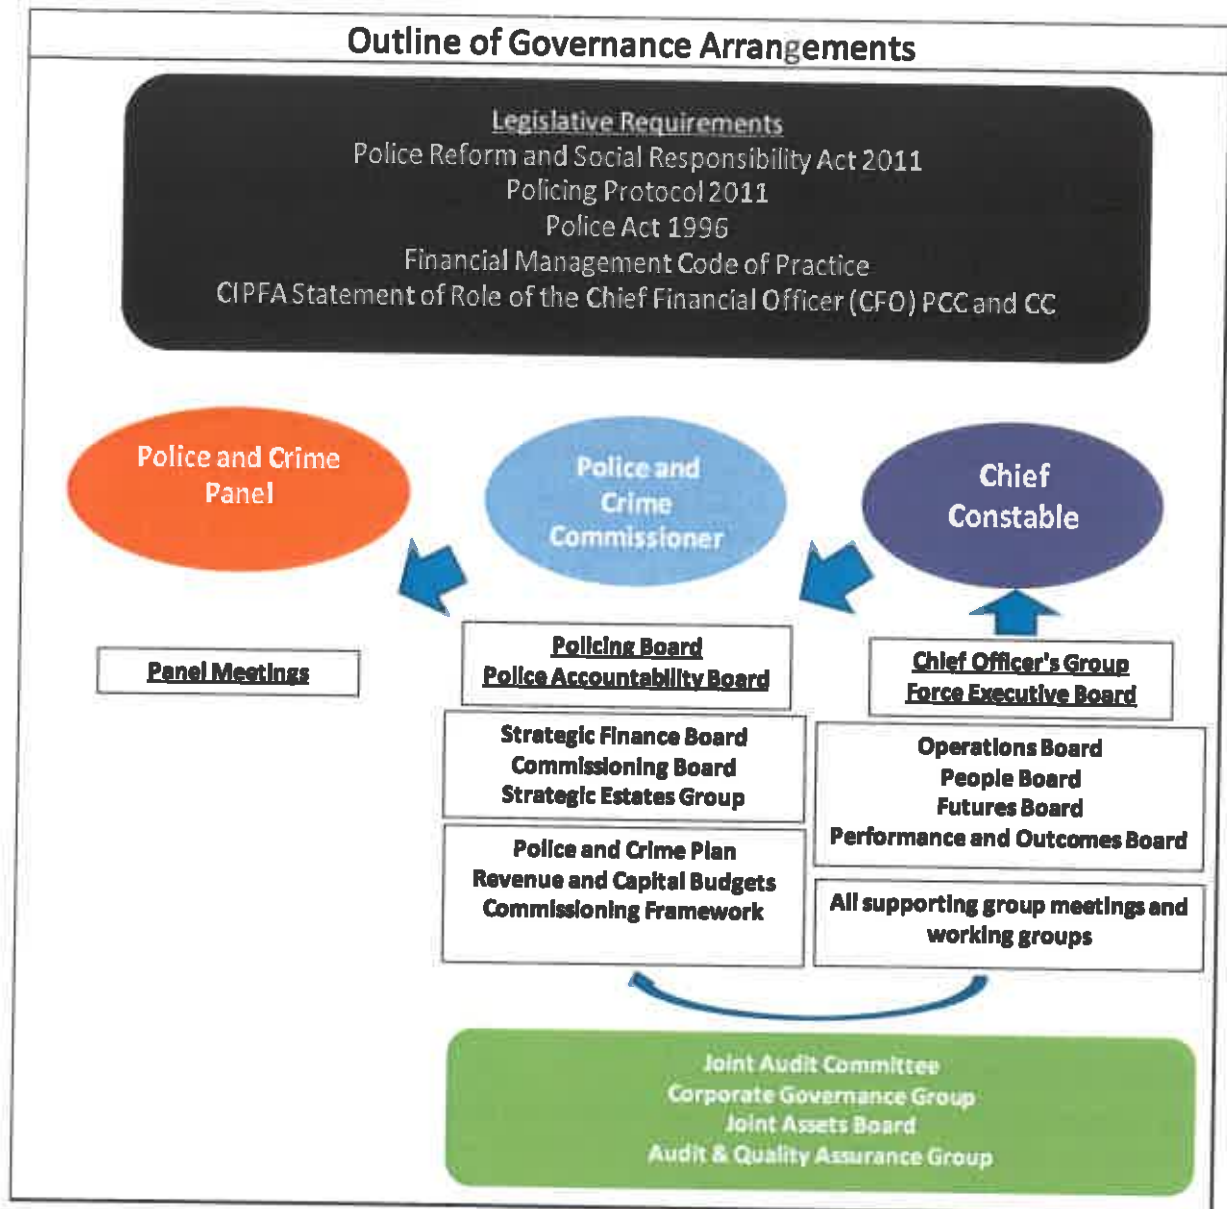 Outline of Governance Arrangements
Legislative Requirements
Police Reform and Social Responsibility Act 2011
Policing Protocol 2011
Police Act 1996
Financial Management Code of Practice
CIPFA Statement of Role of the Chief Financial Officer (CFO) PCC and CC
Police and Crime
Panel
Police and
Crime
Commissioner
Chief
Constable
Panel Meetings
Policing Board
Police Accountability Board
Strategic Finance Board
Commissioning Board
Strategic Estates Group
Police and Crime Plan
Revenue and Capital Budgets
Commissioning Framework
Chief Officer's Group
Force Executive Board
Operations Board
People Board
Futures Board
Performance and Outcomes Board
All supporting group meetings and
working groups
Joint Audit Committee
Corporate Governance Group
Joint Assets Board
Audit & Quality Assurance Group